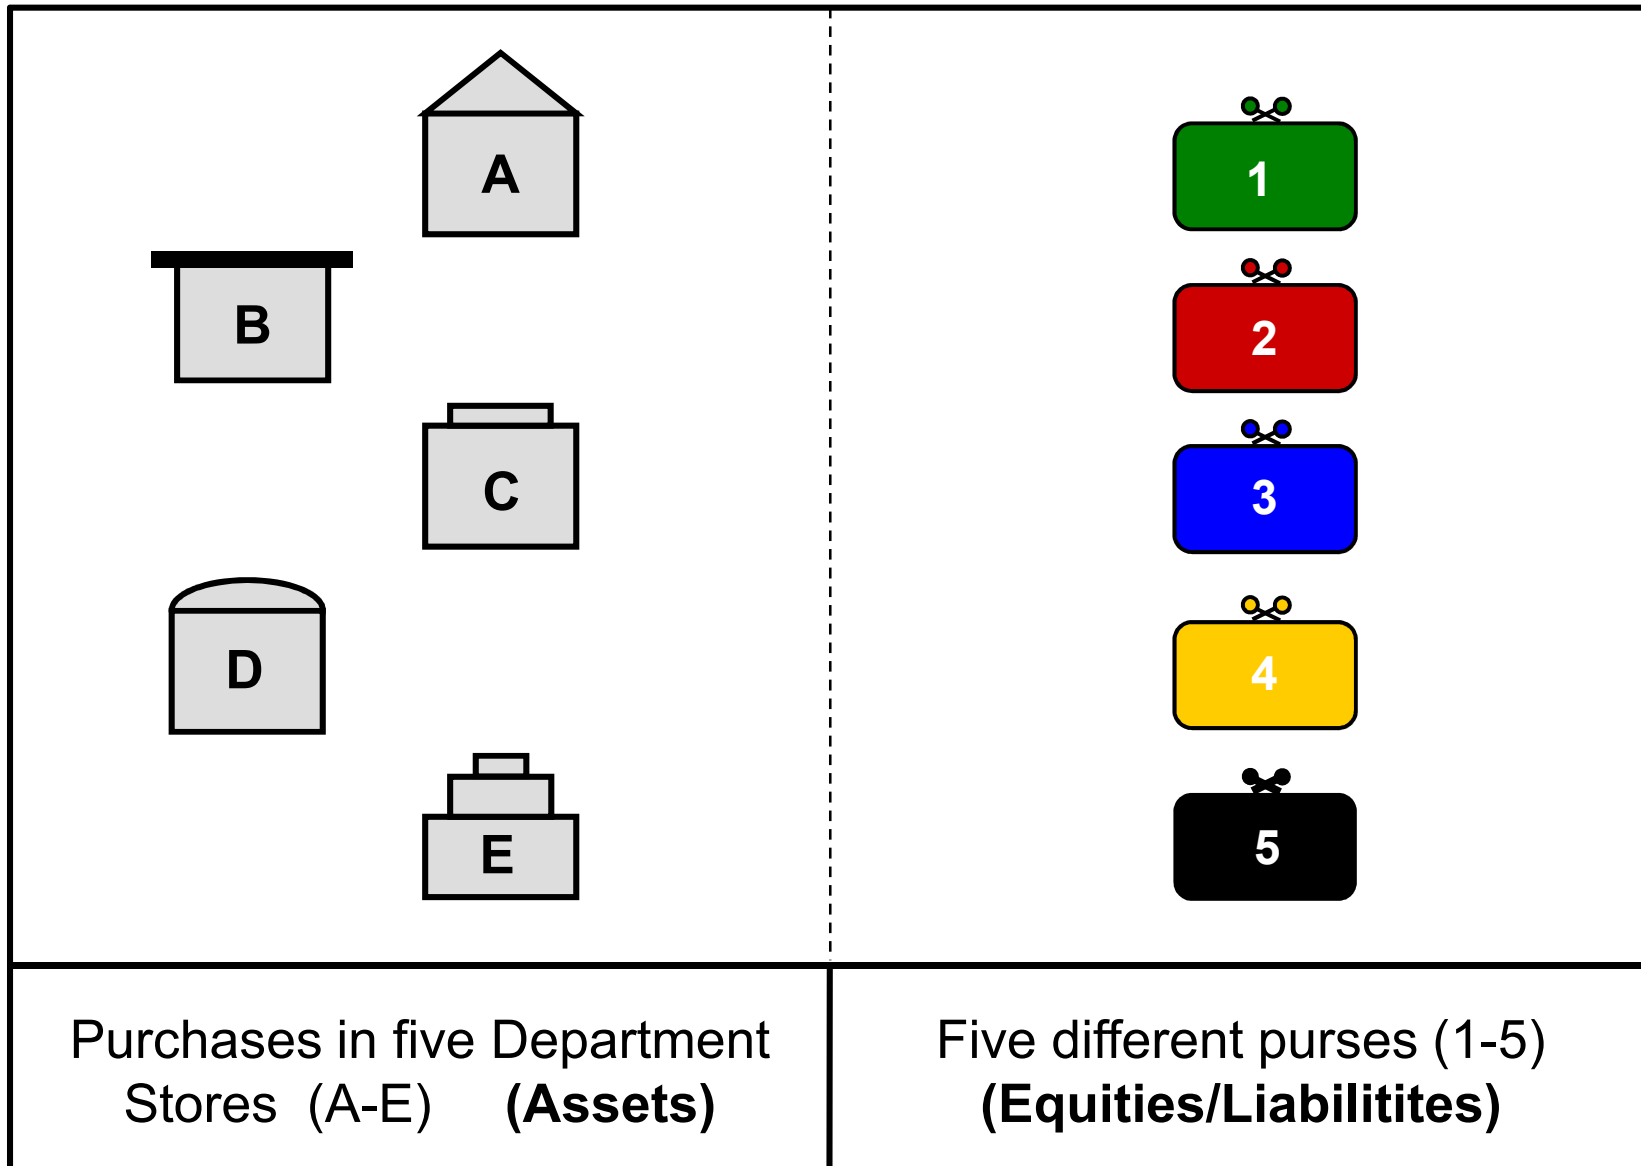 A
B
C
D
E
1
2
3
4
5
Purchases in five Department
Stores (A-E) (Assets)
Five different purses (1-5)
(Equities/Liabilitites)